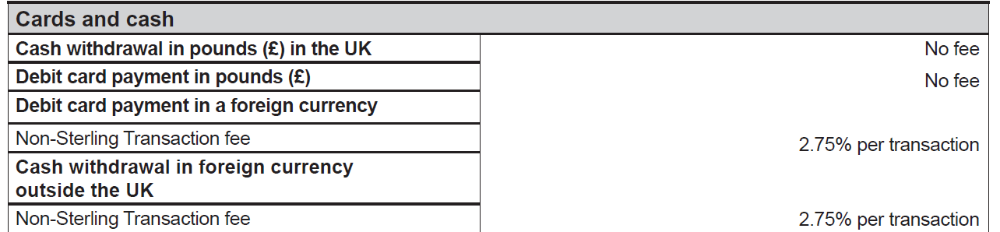 Cards and cash
Cash withdrawal in pounds (£) in the UK No fee
Debit card payment in pounds (£) No fee
Debit card payment in a foreign currency
Non-Sterling Transaction fee 2.75% per transaction
Cash withdrawal in foreign currency
outside the UK
Non-Sterling Transaction fee 2.75% per transaction